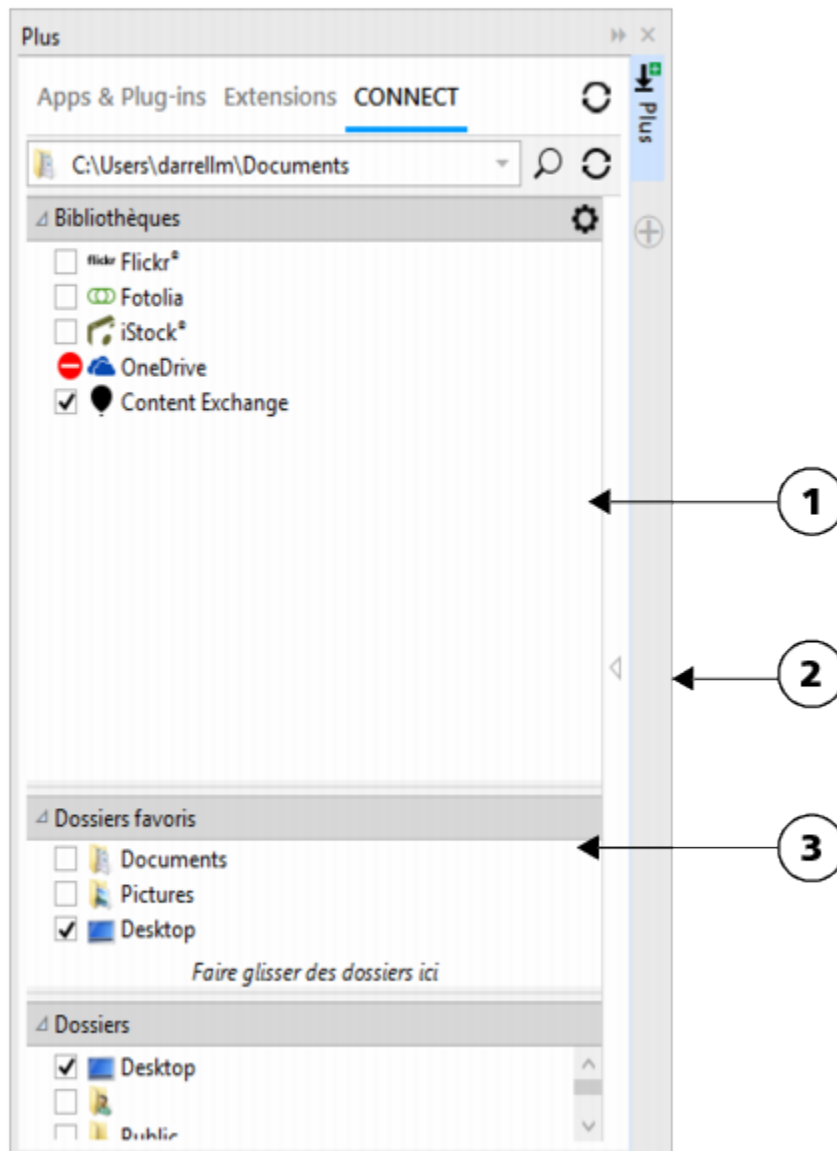 Plus
Apps & Plug-ins Extensions CONNECT
Plus
C:\Users\darrellm\Documents
Bibliothèques
flickr Flickr®
Fotolia
iStock®
OneDrive
Content Exchange
1
2
Dossiers favoris
3
Documents
Pictures
Desktop
Faire glisser des dossiers ici
Dossiers
Desktop
Public